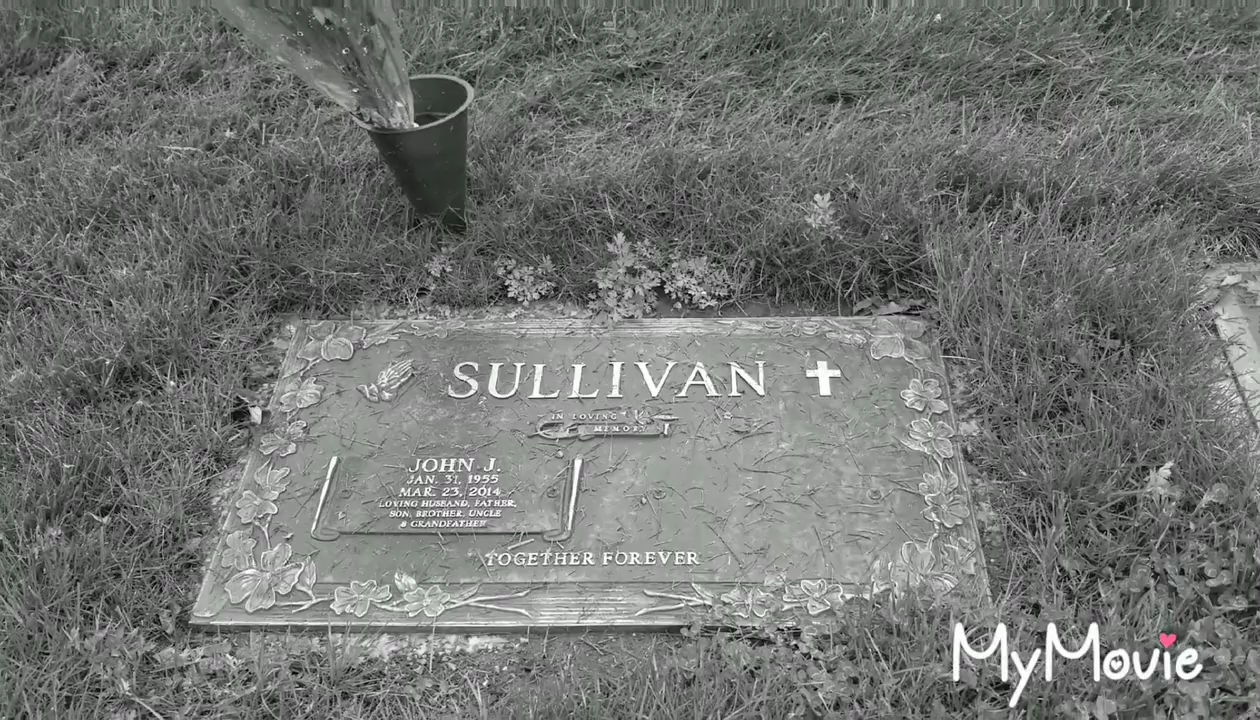 SULLIVAN
IN LOVING
MEMORY
JOHN J.
JAN. 31, 1955
MAR. 23, 2014
LOVING HUSBAND, FATHER,
SON, BROTHER, UNCLE
& GRANDFATHER
TOGETHER FOREVER
MyMovie